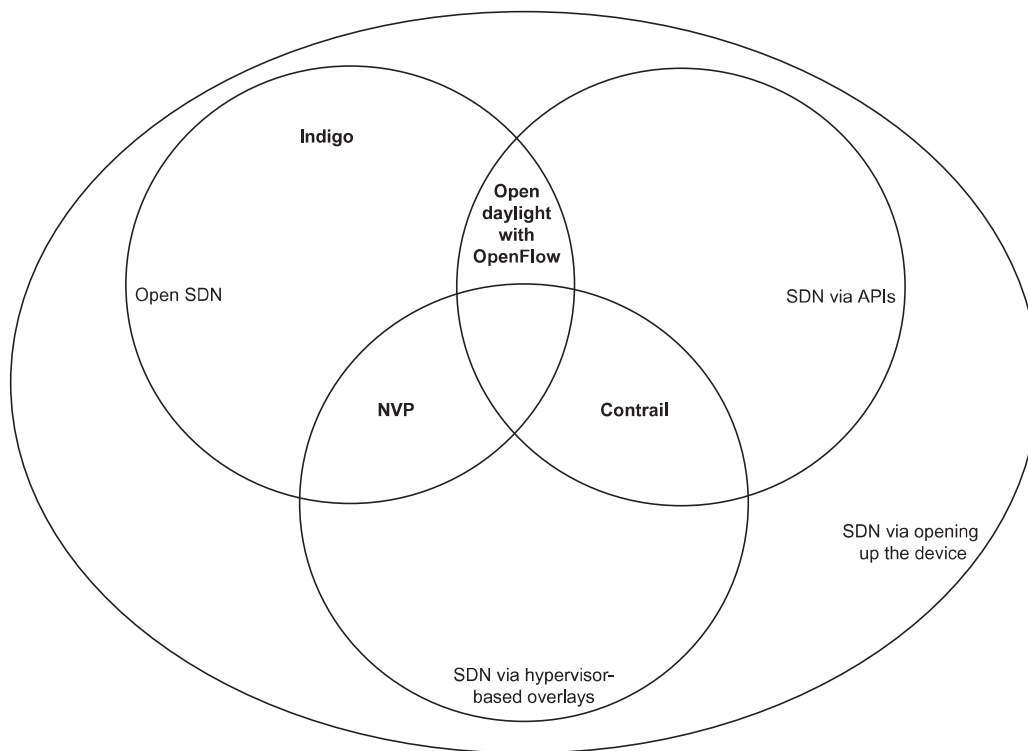 Indigo
Open
daylight
with
OpenFlow
Open SDN
SDN via APIs
NVP
Contrail
SDN via opening
up the device
SDN via hypervisor-
based overlays